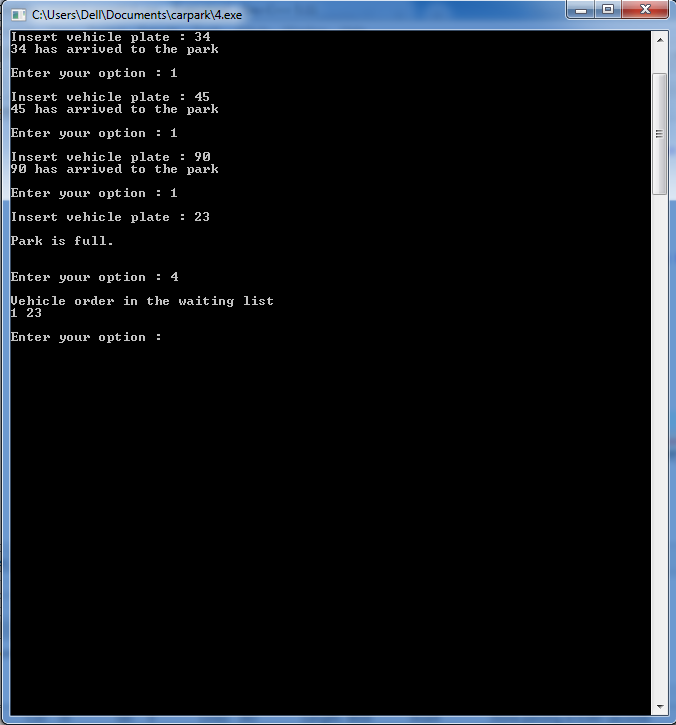 C:\Users\Dell\Documents\carpark\4.exe
Insert vehicle plate : 34
34 has arrived to the park
Enter your option : 1
Insert vehicle plate : 45
45 has arrived to the park
Enter your option : 1
Insert vehicle plate : 90
90 has arrived to the park
Enter your option : 1
Insert vehicle plate : 23
Park is full.
Enter your option : 4
Vehicle order in the waiting list
1 23
Enter your option :